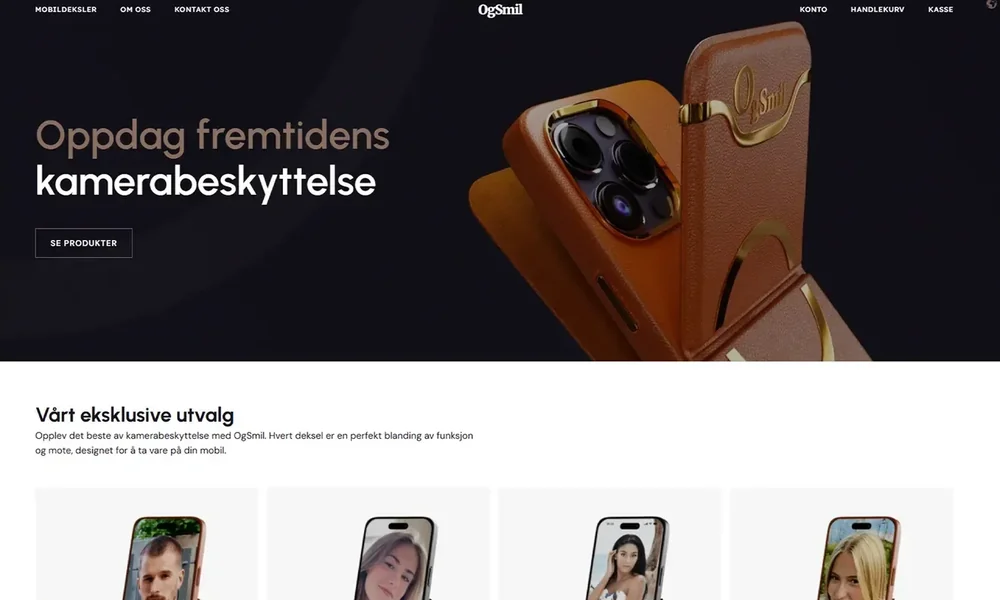 MOBILDEKSLER OM OSS KONTAKT OSS OgSmil KONTO HANDLEKURV KASSE
OgSmil
Oppdag fremtidens
kamerabeskyttelse
SE PRODUKTER
Vårt eksklusive utvalg
Opplev det beste av kamerabeskyttelse med OgSmil. Hvert deksel er en perfekt blanding av funksjon
og mote, designet for å ta vare på din mobil.